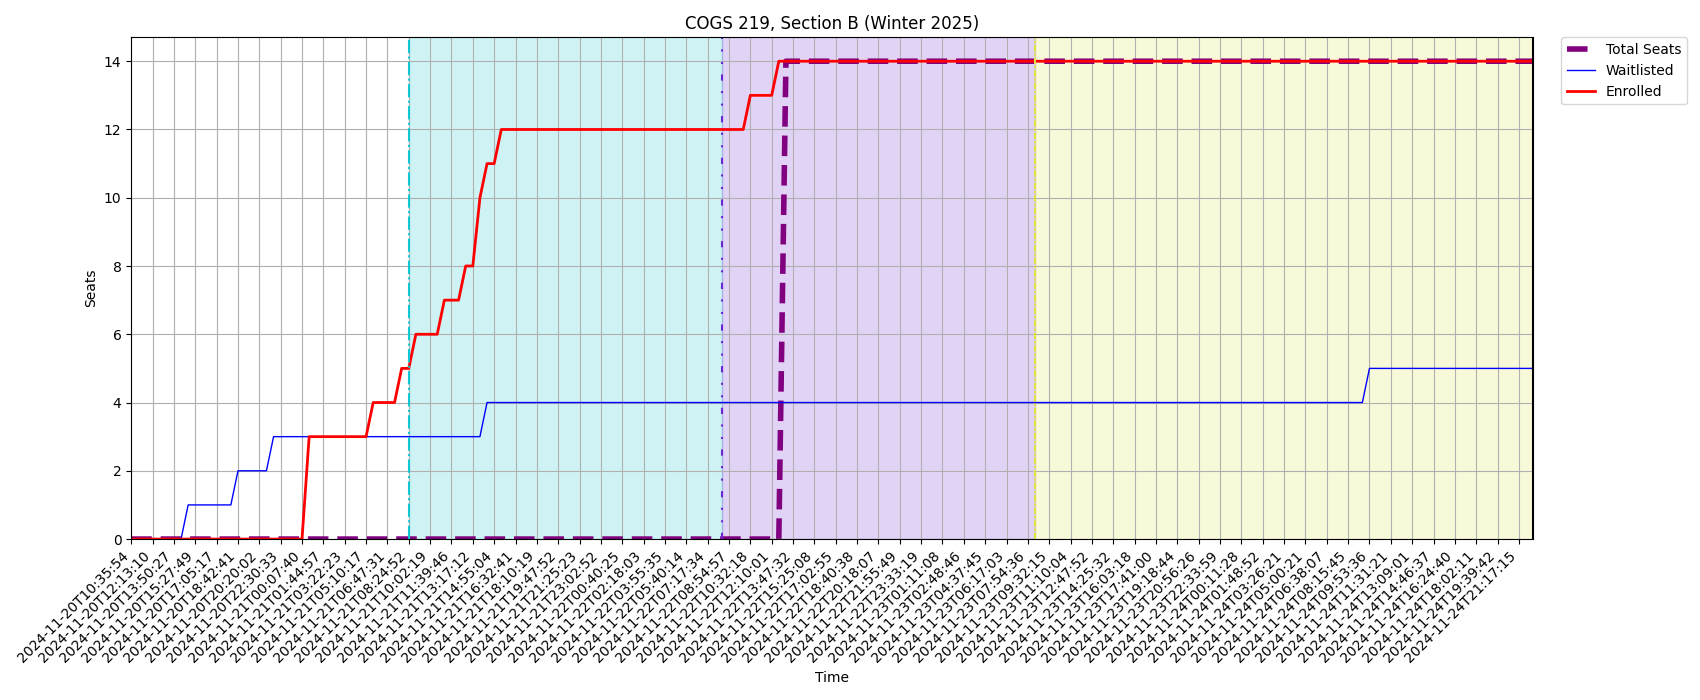 COGS 219, Section B (Winter 2025)
Total Seats
Waitlisted
Enrolled
Seats
14
12
10
8
6
4
2
0
2024-11-20T10:35:54
2024-11-20T12:13:10
2024-11-20T13:50:27
2024-11-20T15:27:49
2024-11-20T17:05:17
2024-11-20T18:42:41
2024-11-20T20:20:02
2024-11-20T22:30:33
2024-11-21T00:07:40
2024-11-21T01:44:57
2024-11-21T03:22:23
2024-11-21T05:10:17
2024-11-21T06:47:31
2024-11-21T08:24:52
2024-11-21T10:02:19
2024-11-21T11:39:46
2024-11-21T13:17:12
2024-11-21T14:55:04
2024-11-21T16:32:41
2024-11-21T18:10:19
2024-11-21T19:47:52
2024-11-21T21:25:23
2024-11-21T23:02:52
2024-11-22T00:40:25
2024-11-22T02:18:03
2024-11-22T03:55:35
2024-11-22T05:40:14
2024-11-22T07:17:34
2024-11-22T08:54:57
2024-11-22T10:32:18
2024-11-22T12:10:01
2024-11-22T13:47:32
2024-11-22T15:25:08
2024-11-22T17:02:55
2024-11-22T18:40:38
2024-11-22T20:18:07
2024-11-22T21:55:49
2024-11-22T23:33:19
2024-11-23T01:11:08
2024-11-23T02:48:46
2024-11-23T04:37:45
2024-11-23T06:17:03
2024-11-23T07:54:36
2024-11-23T09:32:15
2024-11-23T11:10:04
2024-11-23T12:47:52
2024-11-23T14:25:32
2024-11-23T16:03:18
2024-11-23T17:41:00
2024-11-23T19:18:44
2024-11-23T20:56:26
2024-11-23T22:33:59
2024-11-24T00:11:28
2024-11-24T01:48:52
2024-11-24T03:26:21
2024-11-24T05:00:21
2024-11-24T06:38:07
2024-11-24T08:15:45
2024-11-24T09:53:36
2024-11-24T11:31:21
2024-11-24T13:09:01
2024-11-24T14:46:37
2024-11-24T16:24:40
2024-11-24T18:02:11
2024-11-24T19:39:42
2024-11-24T21:17:15
Time